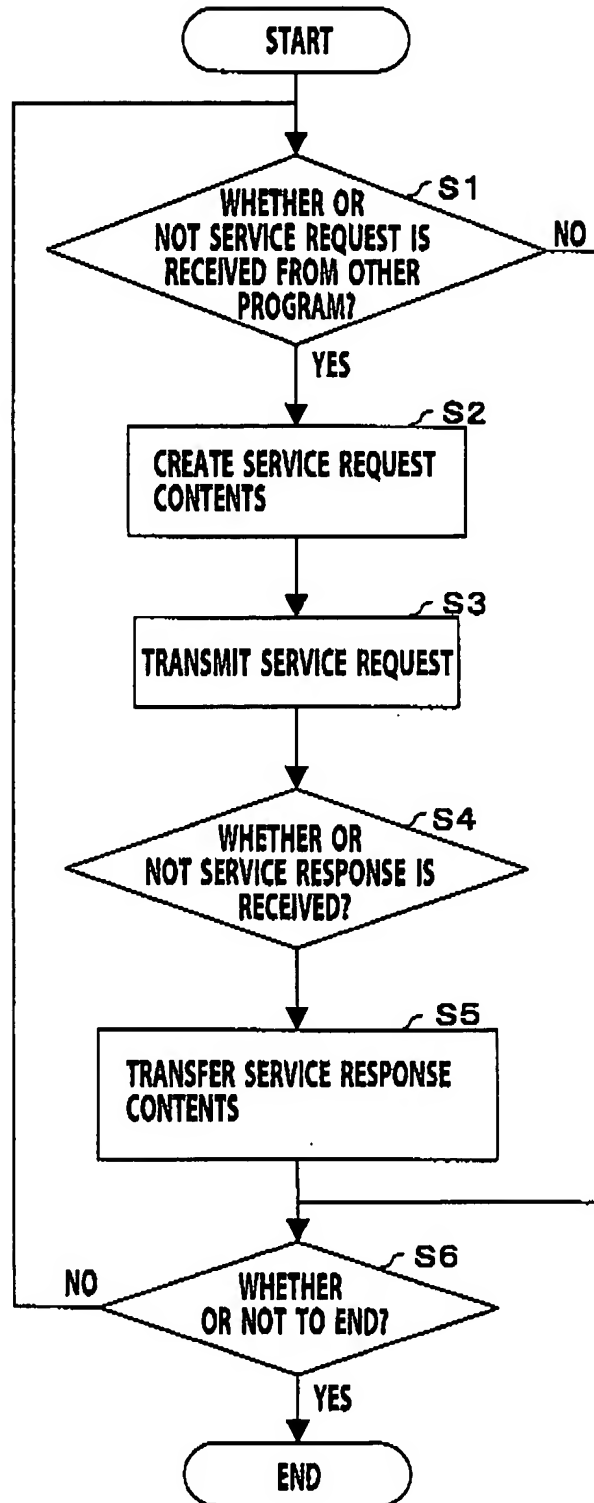 START
S1
WHETHER OR
NOT SERVICE REQUEST IS
RECEIVED FROM OTHER
PROGRAM?
NO
YES
S2
CREATE SERVICE REQUEST
CONTENTS
S3
TRANSMIT SERVICE REQUEST
S4
WHETHER OR
NOT SERVICE RESPONSE IS
RECEIVED?
S5
TRANSFER SERVICE RESPONSE
CONTENTS
S6
NO
WHETHER
OR NOT TO END?
YES
END